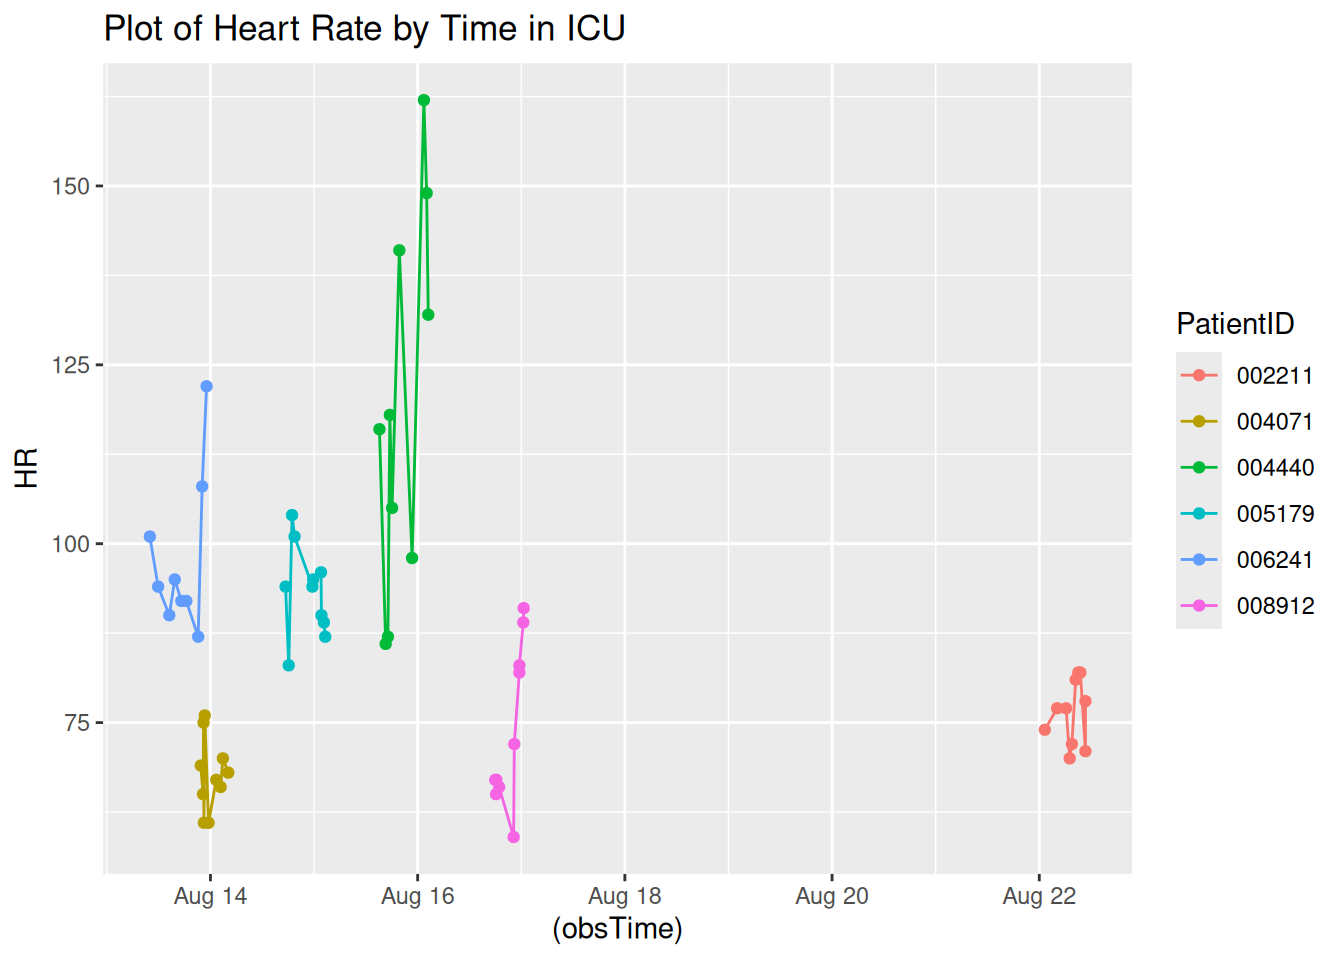 Plot of Heart Rate by Time in ICU
150
125
100
75
HR
Aug 14
Aug 16
Aug 18
Aug 20
Aug 22
(obsTime)
PatientID
002211
004071
004440
005179
006241
008912